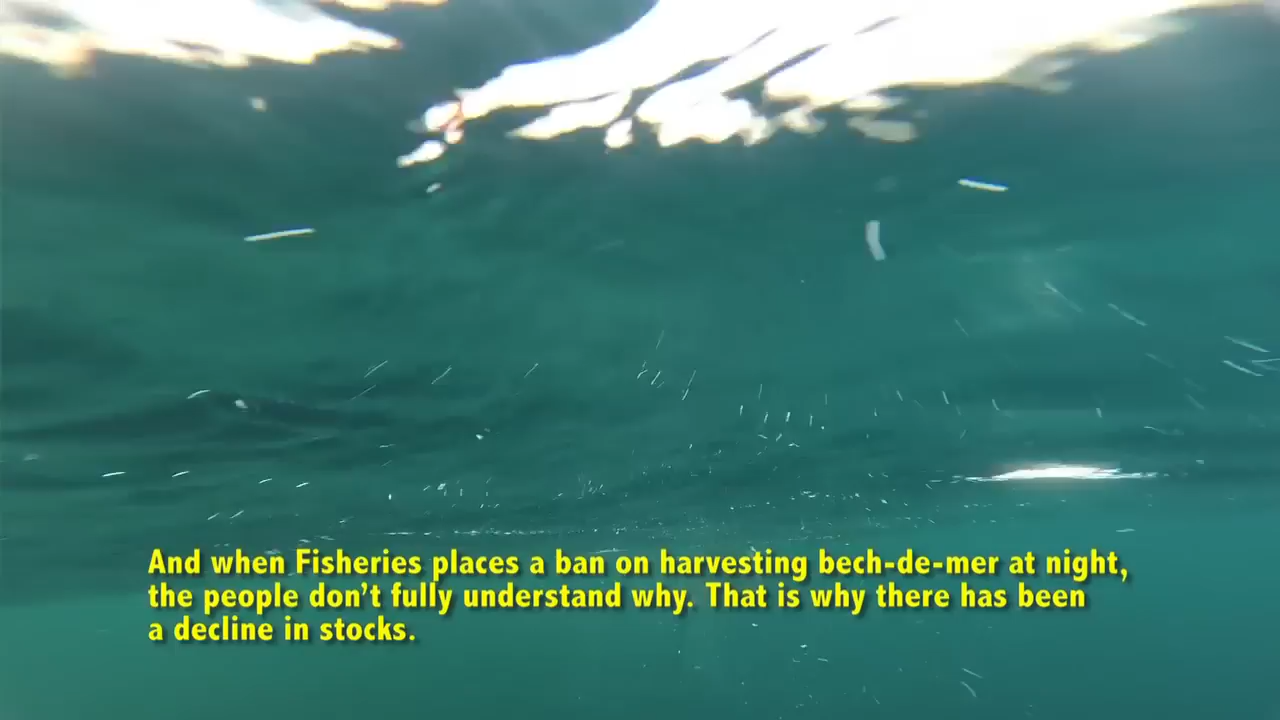 And when Fisheries places a ban on harvesting bech-de-mer at night,
the people don't fully understand why. That is why there has been
a decline in stocks.